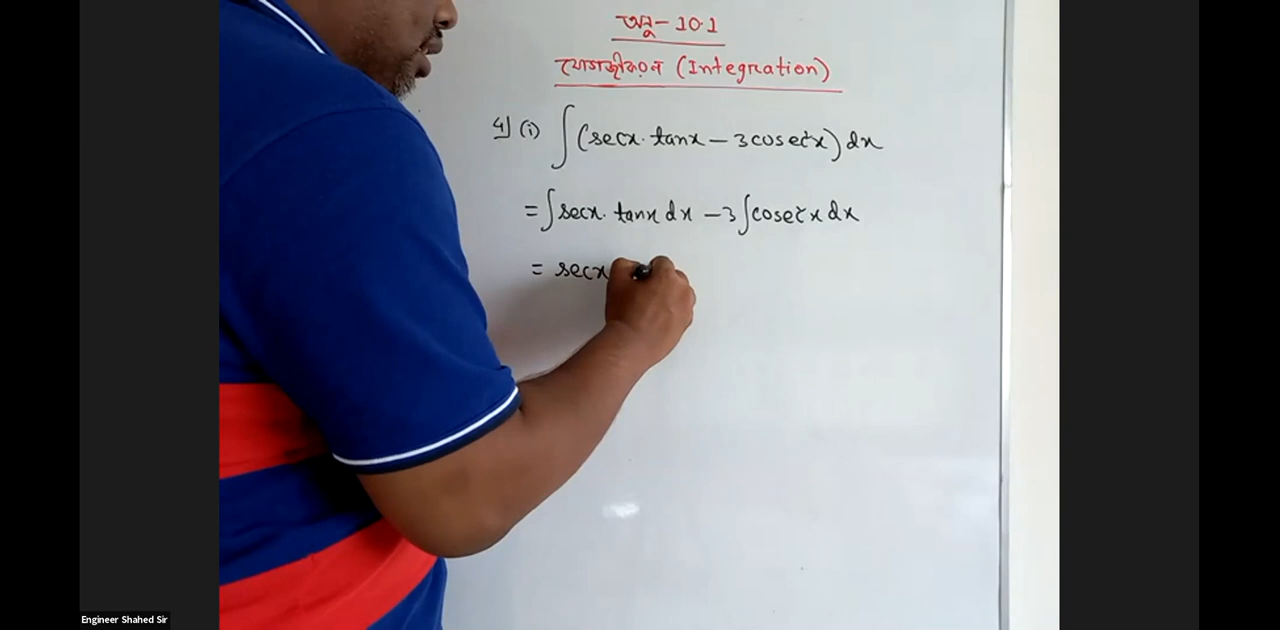 অনু - 10.1
যোগজীকরণ (Integration)
4| (i) ∫(secx. tanx - 3cosec²x) dx
= ∫secx. tanx dx - 3∫cosec²x dx
= secx
Engineer Shahed Sir